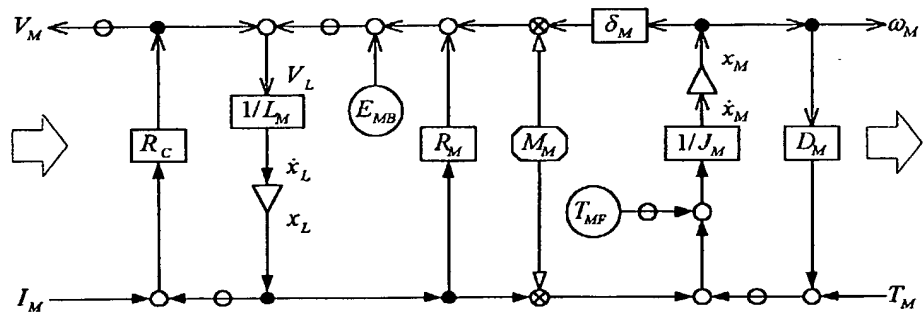 V_M
δ_M
ω_M
x_M
V_L
1/L_M
E_MB
ẋ_M
R_C
R_M
M_M
1/J_M
D_M
ẋ_L
x_L
T_MF
I_M
T_M